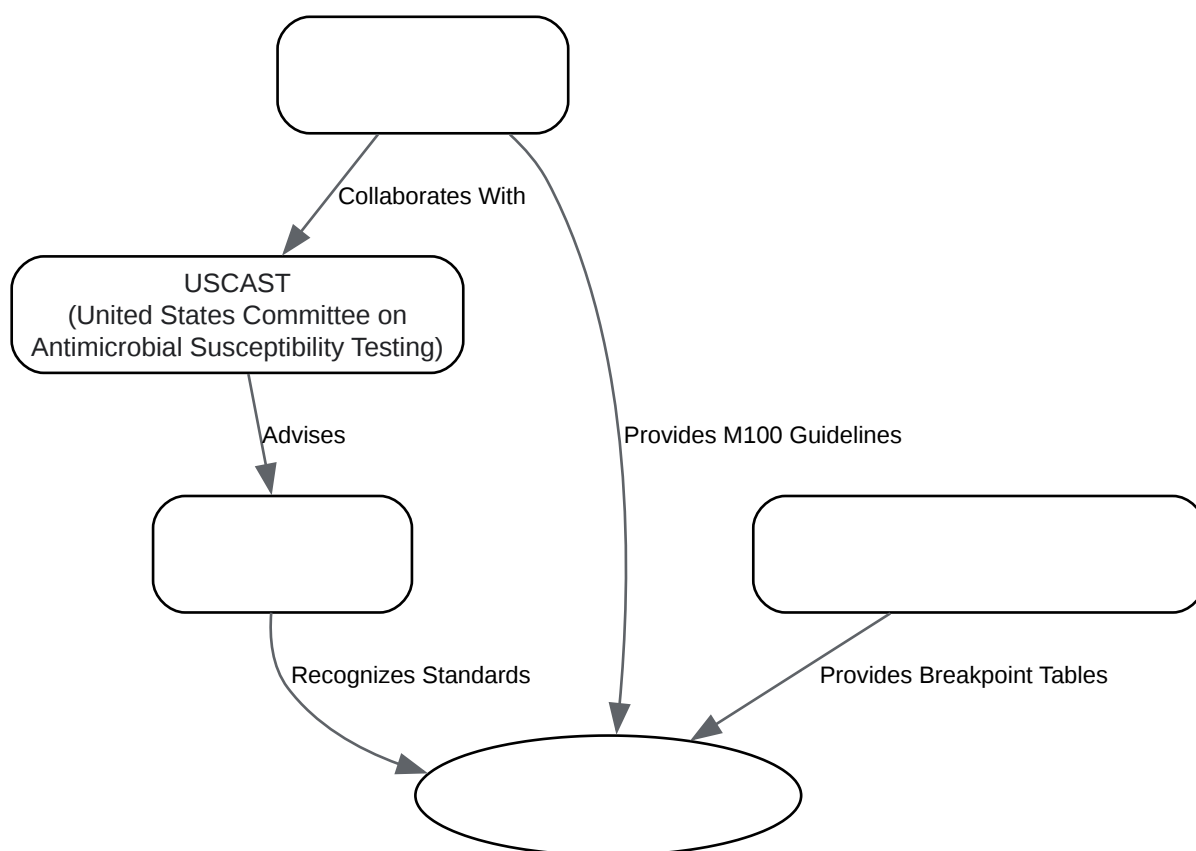 Collaborates With
USCAST
(United States Committee on
Antimicrobial Susceptibility Testing)
Advises
Provides M100 Guidelines
Recognizes Standards
Provides Breakpoint Tables